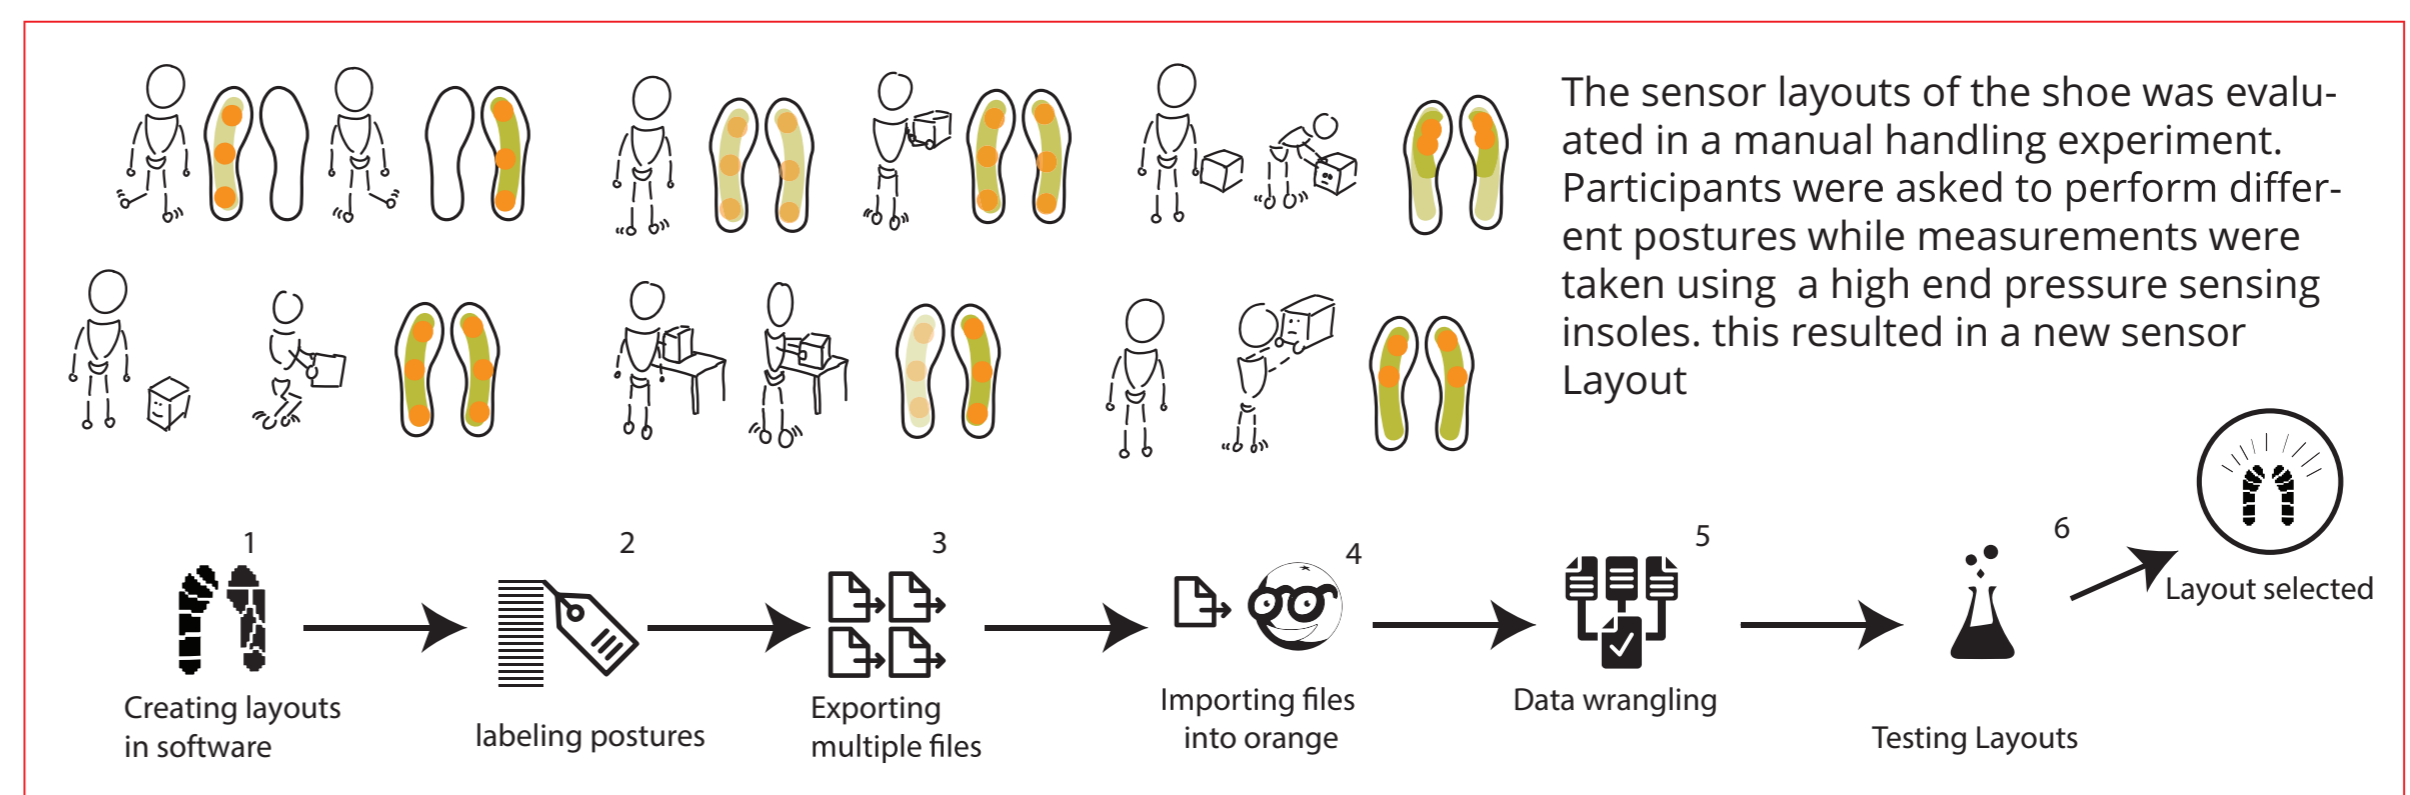 The sensor layouts of the shoe was evalu-
ated in a manual handling experiment.
Participants were asked to perform differ-
ent postures while measurements were
taken using  a high end pressure sensing
insoles. this resulted in a new sensor
Layout
1
Creating layouts
in software
2
labeling postures
3
Exporting
multiple files
4
Importing files
into orange
5
Data wrangling
6
Testing Layouts
Layout selected